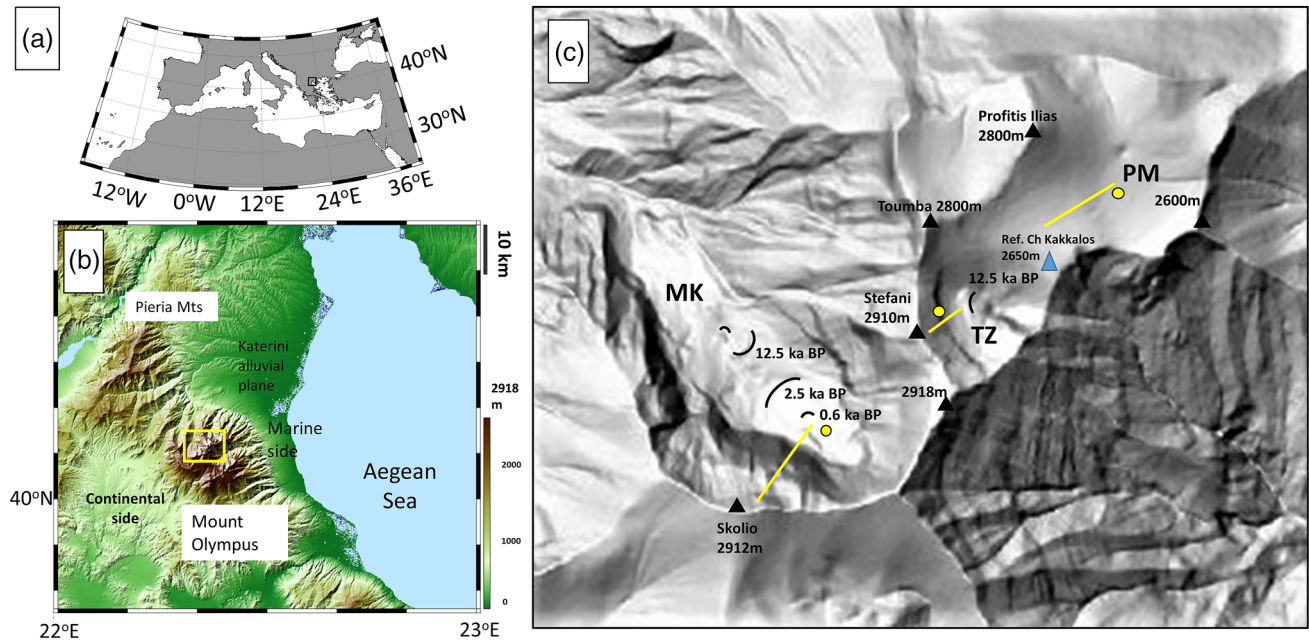 (a)
40°N
30°N
12°W
0°W
12°E
24°E
36°E
(b)
10 km
Pieria Mts
Katerini
alluvial
plane
2918
m
Marine
side
2000
Aegean
Sea
40°N
Continental
side
Mount
Olympus
1000
0
22°E
23°E
(c)
Profitis Ilias
2800m
PM
2600m
Toumba 2800m
Ref. Ch Kakkalos
2650m
12.5 ka BP
MK
Stefani
2910m
TZ
12.5 ka BP
2.5 ka BP
2918m
0.6 ka BP
Skolio
2912m